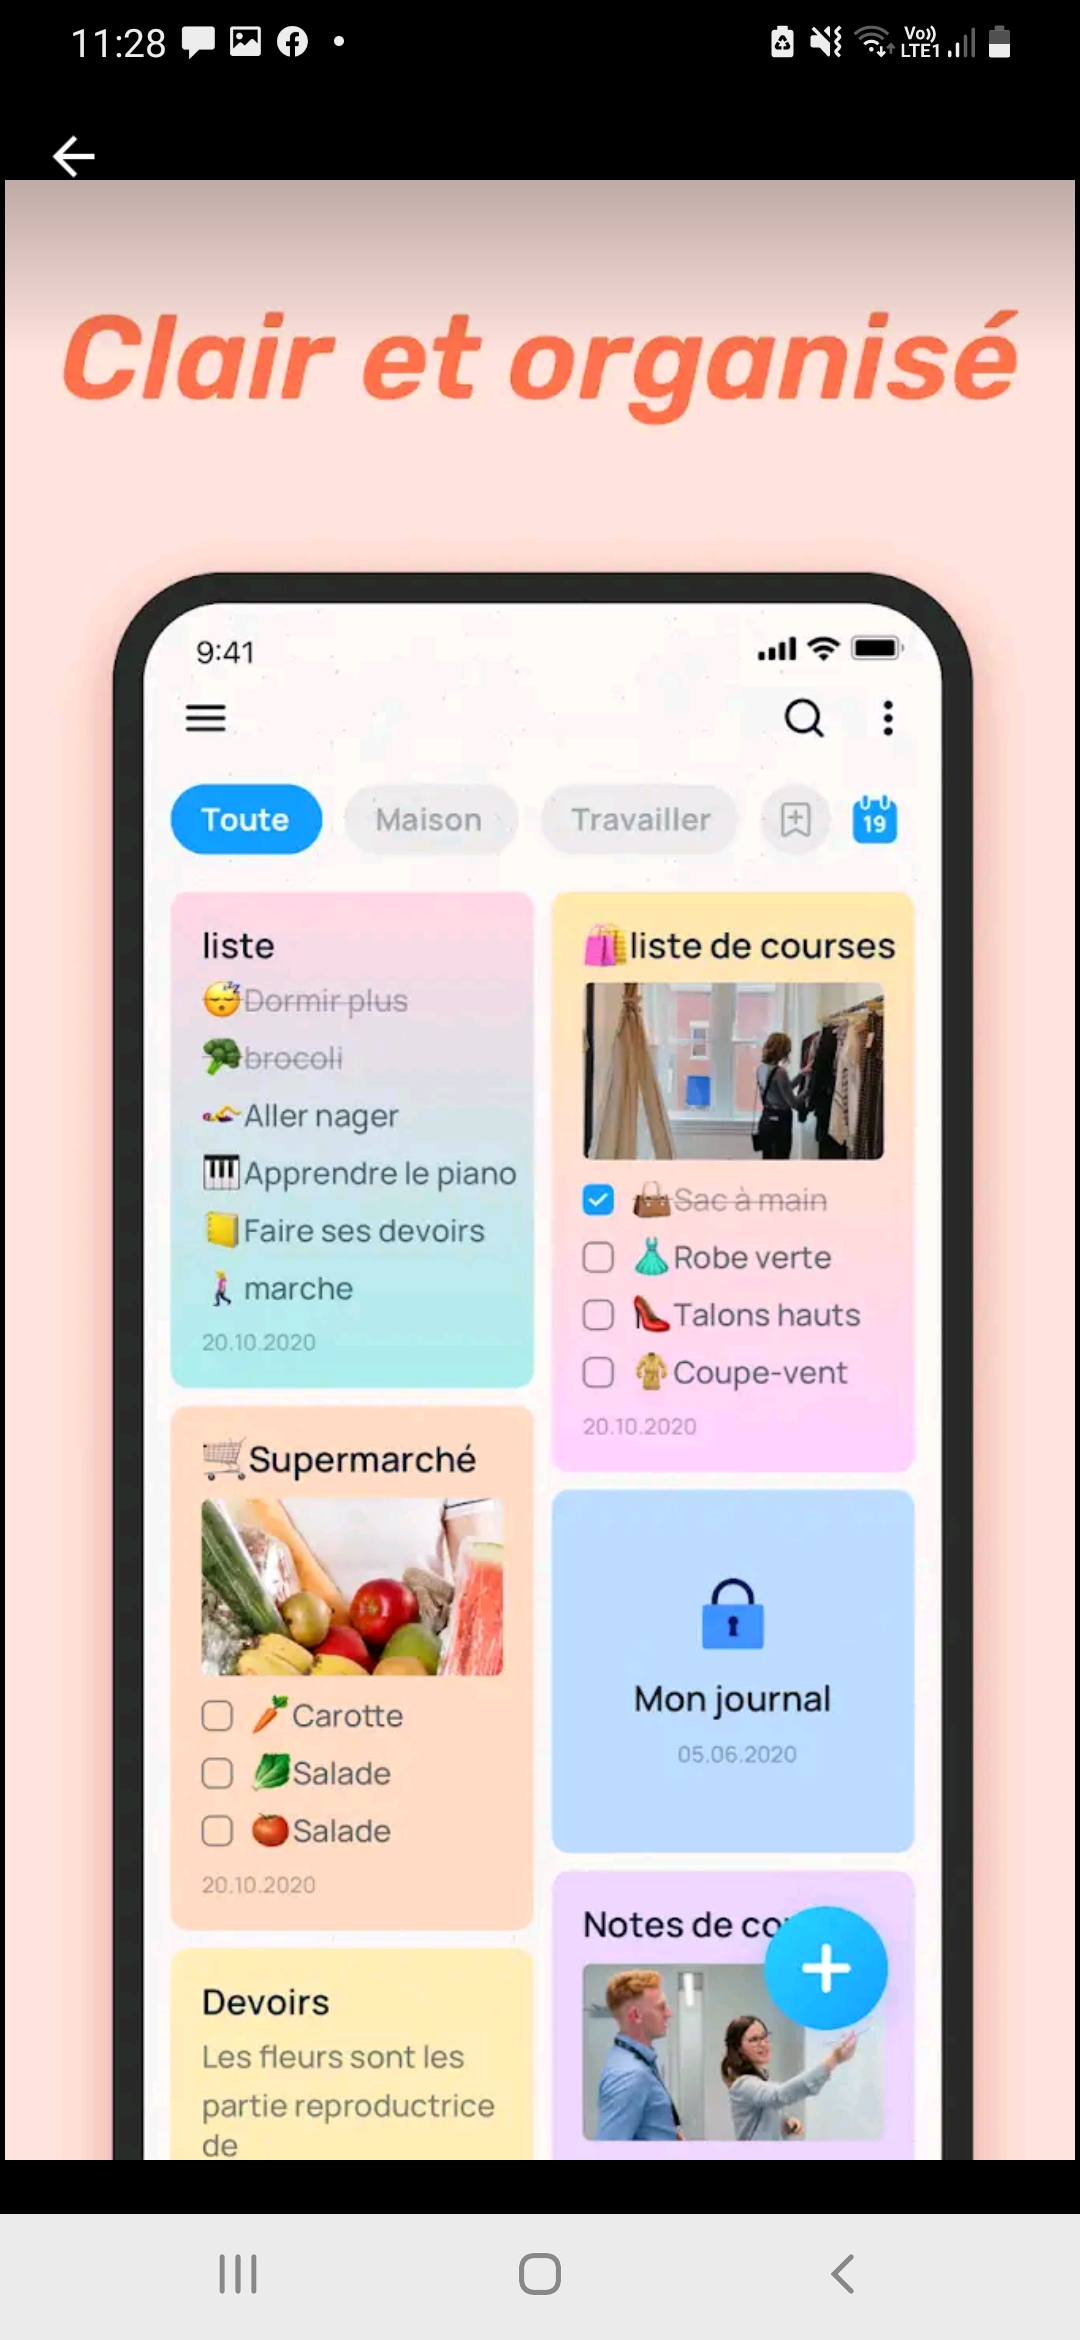 11:28
Vo))
LTE1
Clair et organisé
9:41
Toute
Maison
Travailler
19
liste
Dormir plus
brocoli
Aller nager
Apprendre le piano
Faire ses devoirs
marche
20.10.2020
liste de courses
Sac à main
Robe verte
Talons hauts
Coupe-vent
20.10.2020
Supermarché
Carotte
Salade
Salade
20.10.2020
Mon journal
05.06.2020
Devoirs
Les fleurs sont les
partie reproductrice
de
Notes de